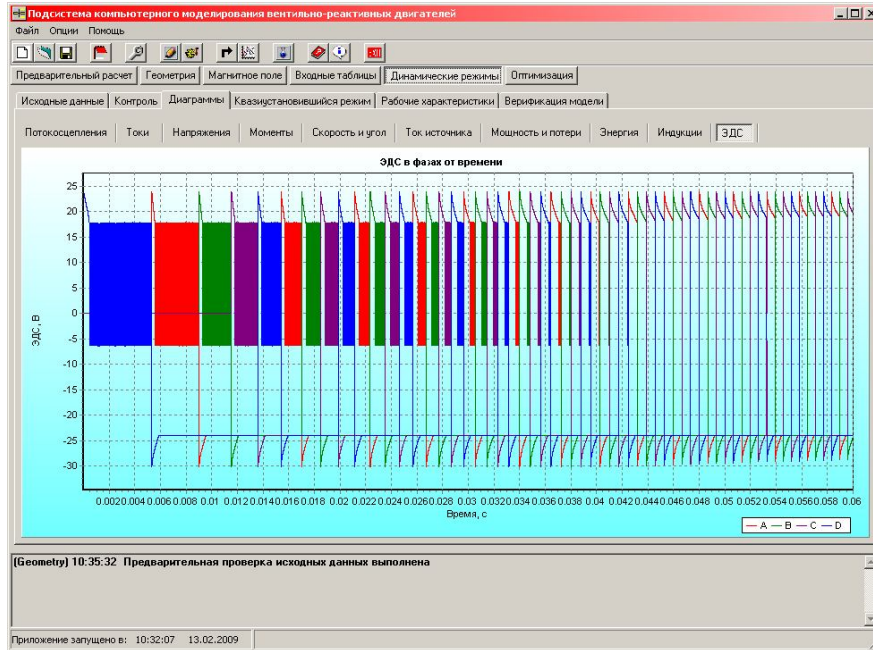 Подсистема компьютерного моделирования вентильно-реактивных двигателей
Файл Опции Помощь
Предварительный расчет Геометрия Магнитное поле Входные таблицы Динамические режимы Оптимизация
Исходные данные Контроль Диаграммы Квазиустановившийся режим Рабочие характеристики Верификация модели
Потокосцепления Токи Напряжения Моменты Скорость и угол Ток источника Мощность и потери Энергия Индукции ЭДС
ЭДС в фазах от времени
25
20
15
10
5
0
-5
-10
-15
-20
-25
-30
ЭДС, В
0.002 0.004 0.006 0.008 0.01 0.012 0.014 0.016 0.018 0.02 0.022 0.024 0.026 0.028 0.03 0.032 0.034 0.036 0.038 0.04 0.042 0.044 0.046 0.048 0.05 0.052 0.054 0.056 0.058 0.06
Время, с
A B C D
(Geometry) 10:35:32 Предварительная проверка исходных данных выполнена
Приложение запущено в: 10:32:07 13.02.2009